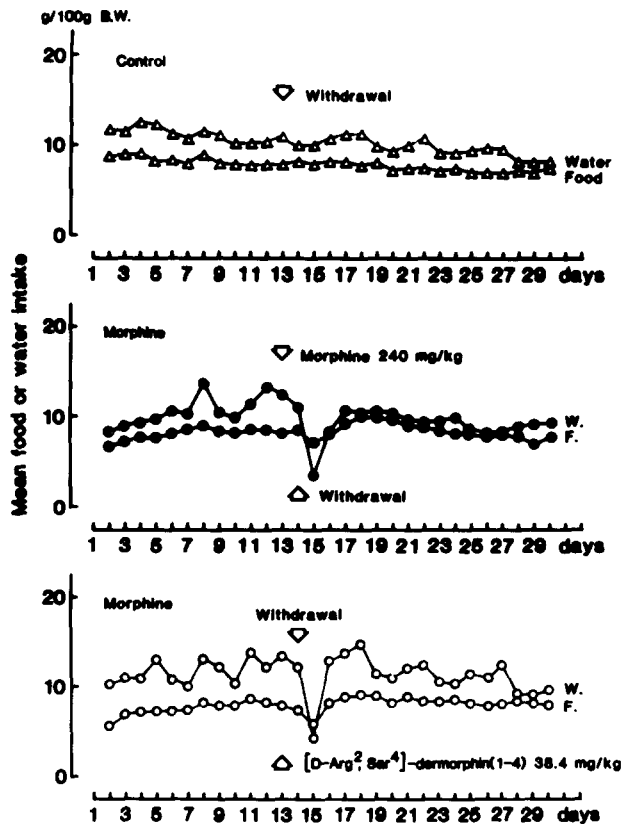 g/100g B.W.
20
Control
Withdrawal
10
Water
Food
0
1 3 5 7 9 11 13 15 17 19 21 23 25 27 29 days
Mean food or water intake
20
Morphine
Morphine 240 mg/kg
10
W.
F.
0
Withdrawal
1 3 5 7 9 11 13 15 17 19 21 23 25 27 29 days
20
Morphine
Withdrawal
10
W.
F.
0
[D-Arg2, Ser4]-dermorphin(1-4) 38.4 mg/kg
1 3 5 7 9 11 13 15 17 19 21 23 25 27 29 days